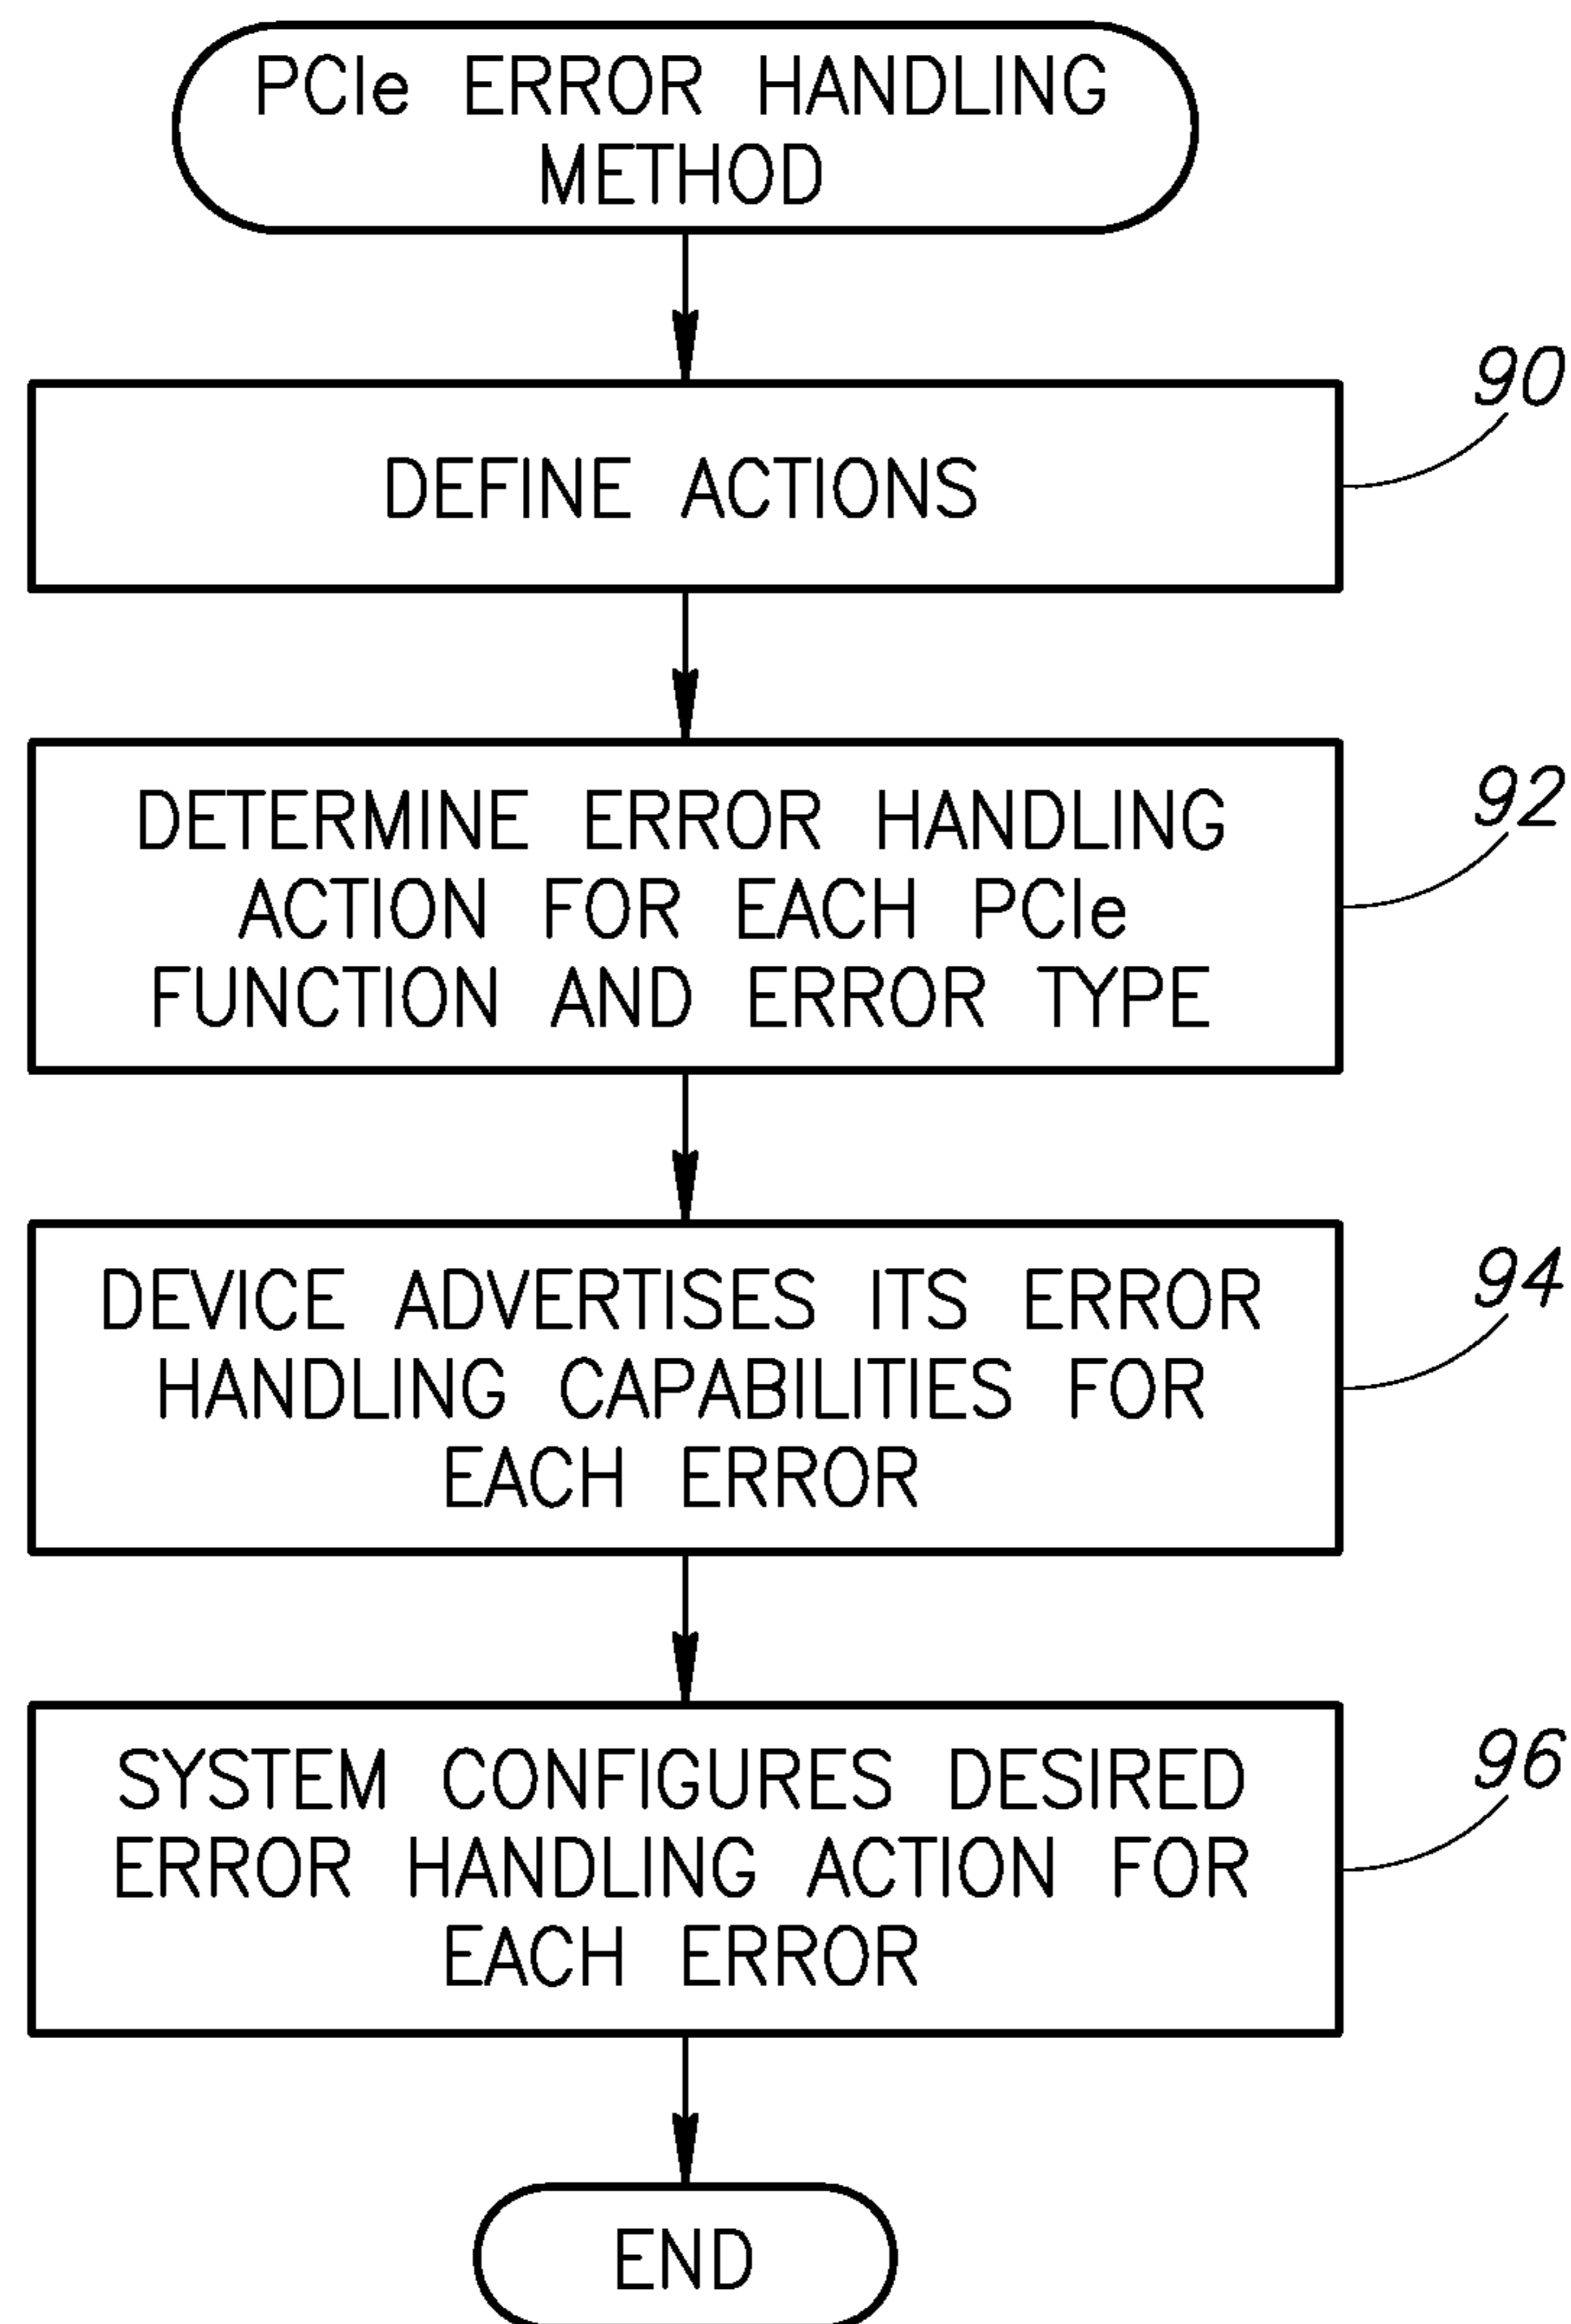 PCIe ERROR HANDLING
METHOD
90
DEFINE ACTIONS
92
DETERMINE ERROR HANDLING
ACTION FOR EACH PCIe
FUNCTION AND ERROR TYPE
94
DEVICE ADVERTISES ITS ERROR
HANDLING CAPABILITIES FOR
EACH ERROR
96
SYSTEM CONFIGURES DESIRED
ERROR HANDLING ACTION FOR
EACH ERROR
END